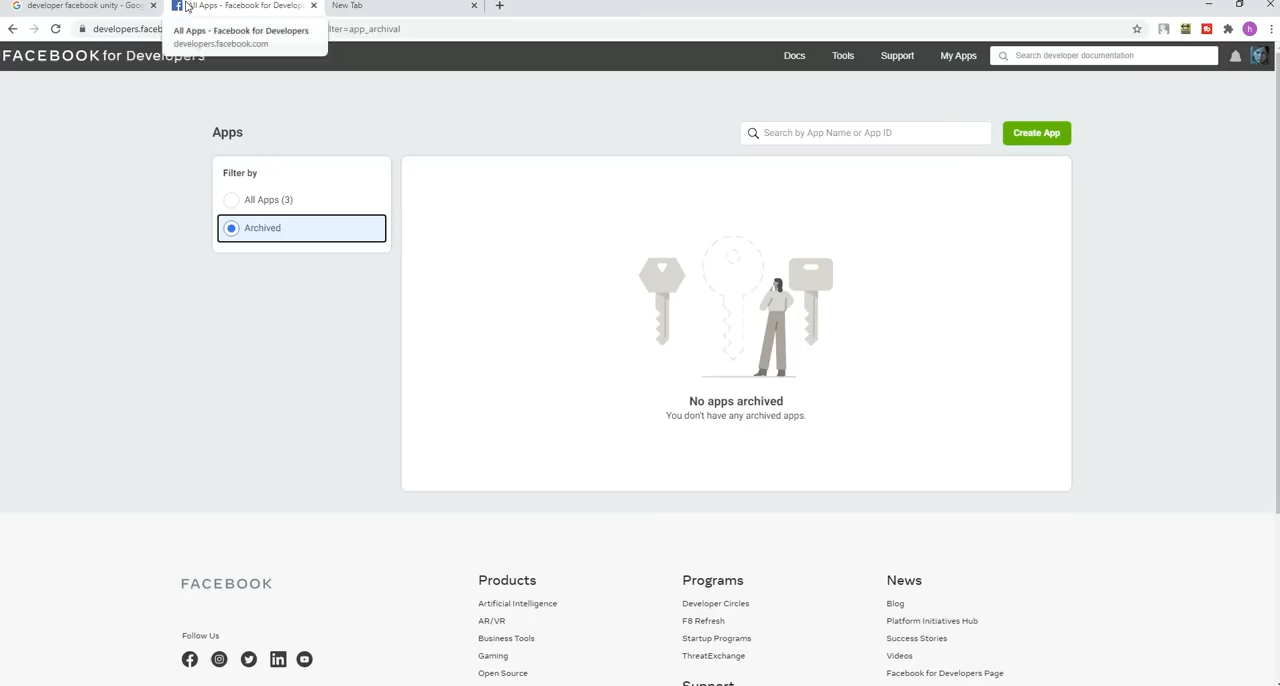 developer facebook unity - Goog
All Apps - Facebook for Develope
New Tab
developers.faceb
lter=app_archival
All Apps - Facebook for Developers
developers.facebook.com
FACEBOOK for Developers
Docs
Tools
Support
My Apps
Search developer documentation
h
Apps
Search by App Name or App ID
Create App
Filter by
All Apps (3)
Archived
No apps archived
You don't have any archived apps.
FACEBOOK
Follow Us
Products
Artificial Intelligence
AR/VR
Business Tools
Gaming
Open Source
Programs
Developer Circles
F8 Refresh
Startup Programs
ThreatExchange
Support
News
Blog
Platform Initiatives Hub
Success Stories
Videos
Facebook for Developers Page